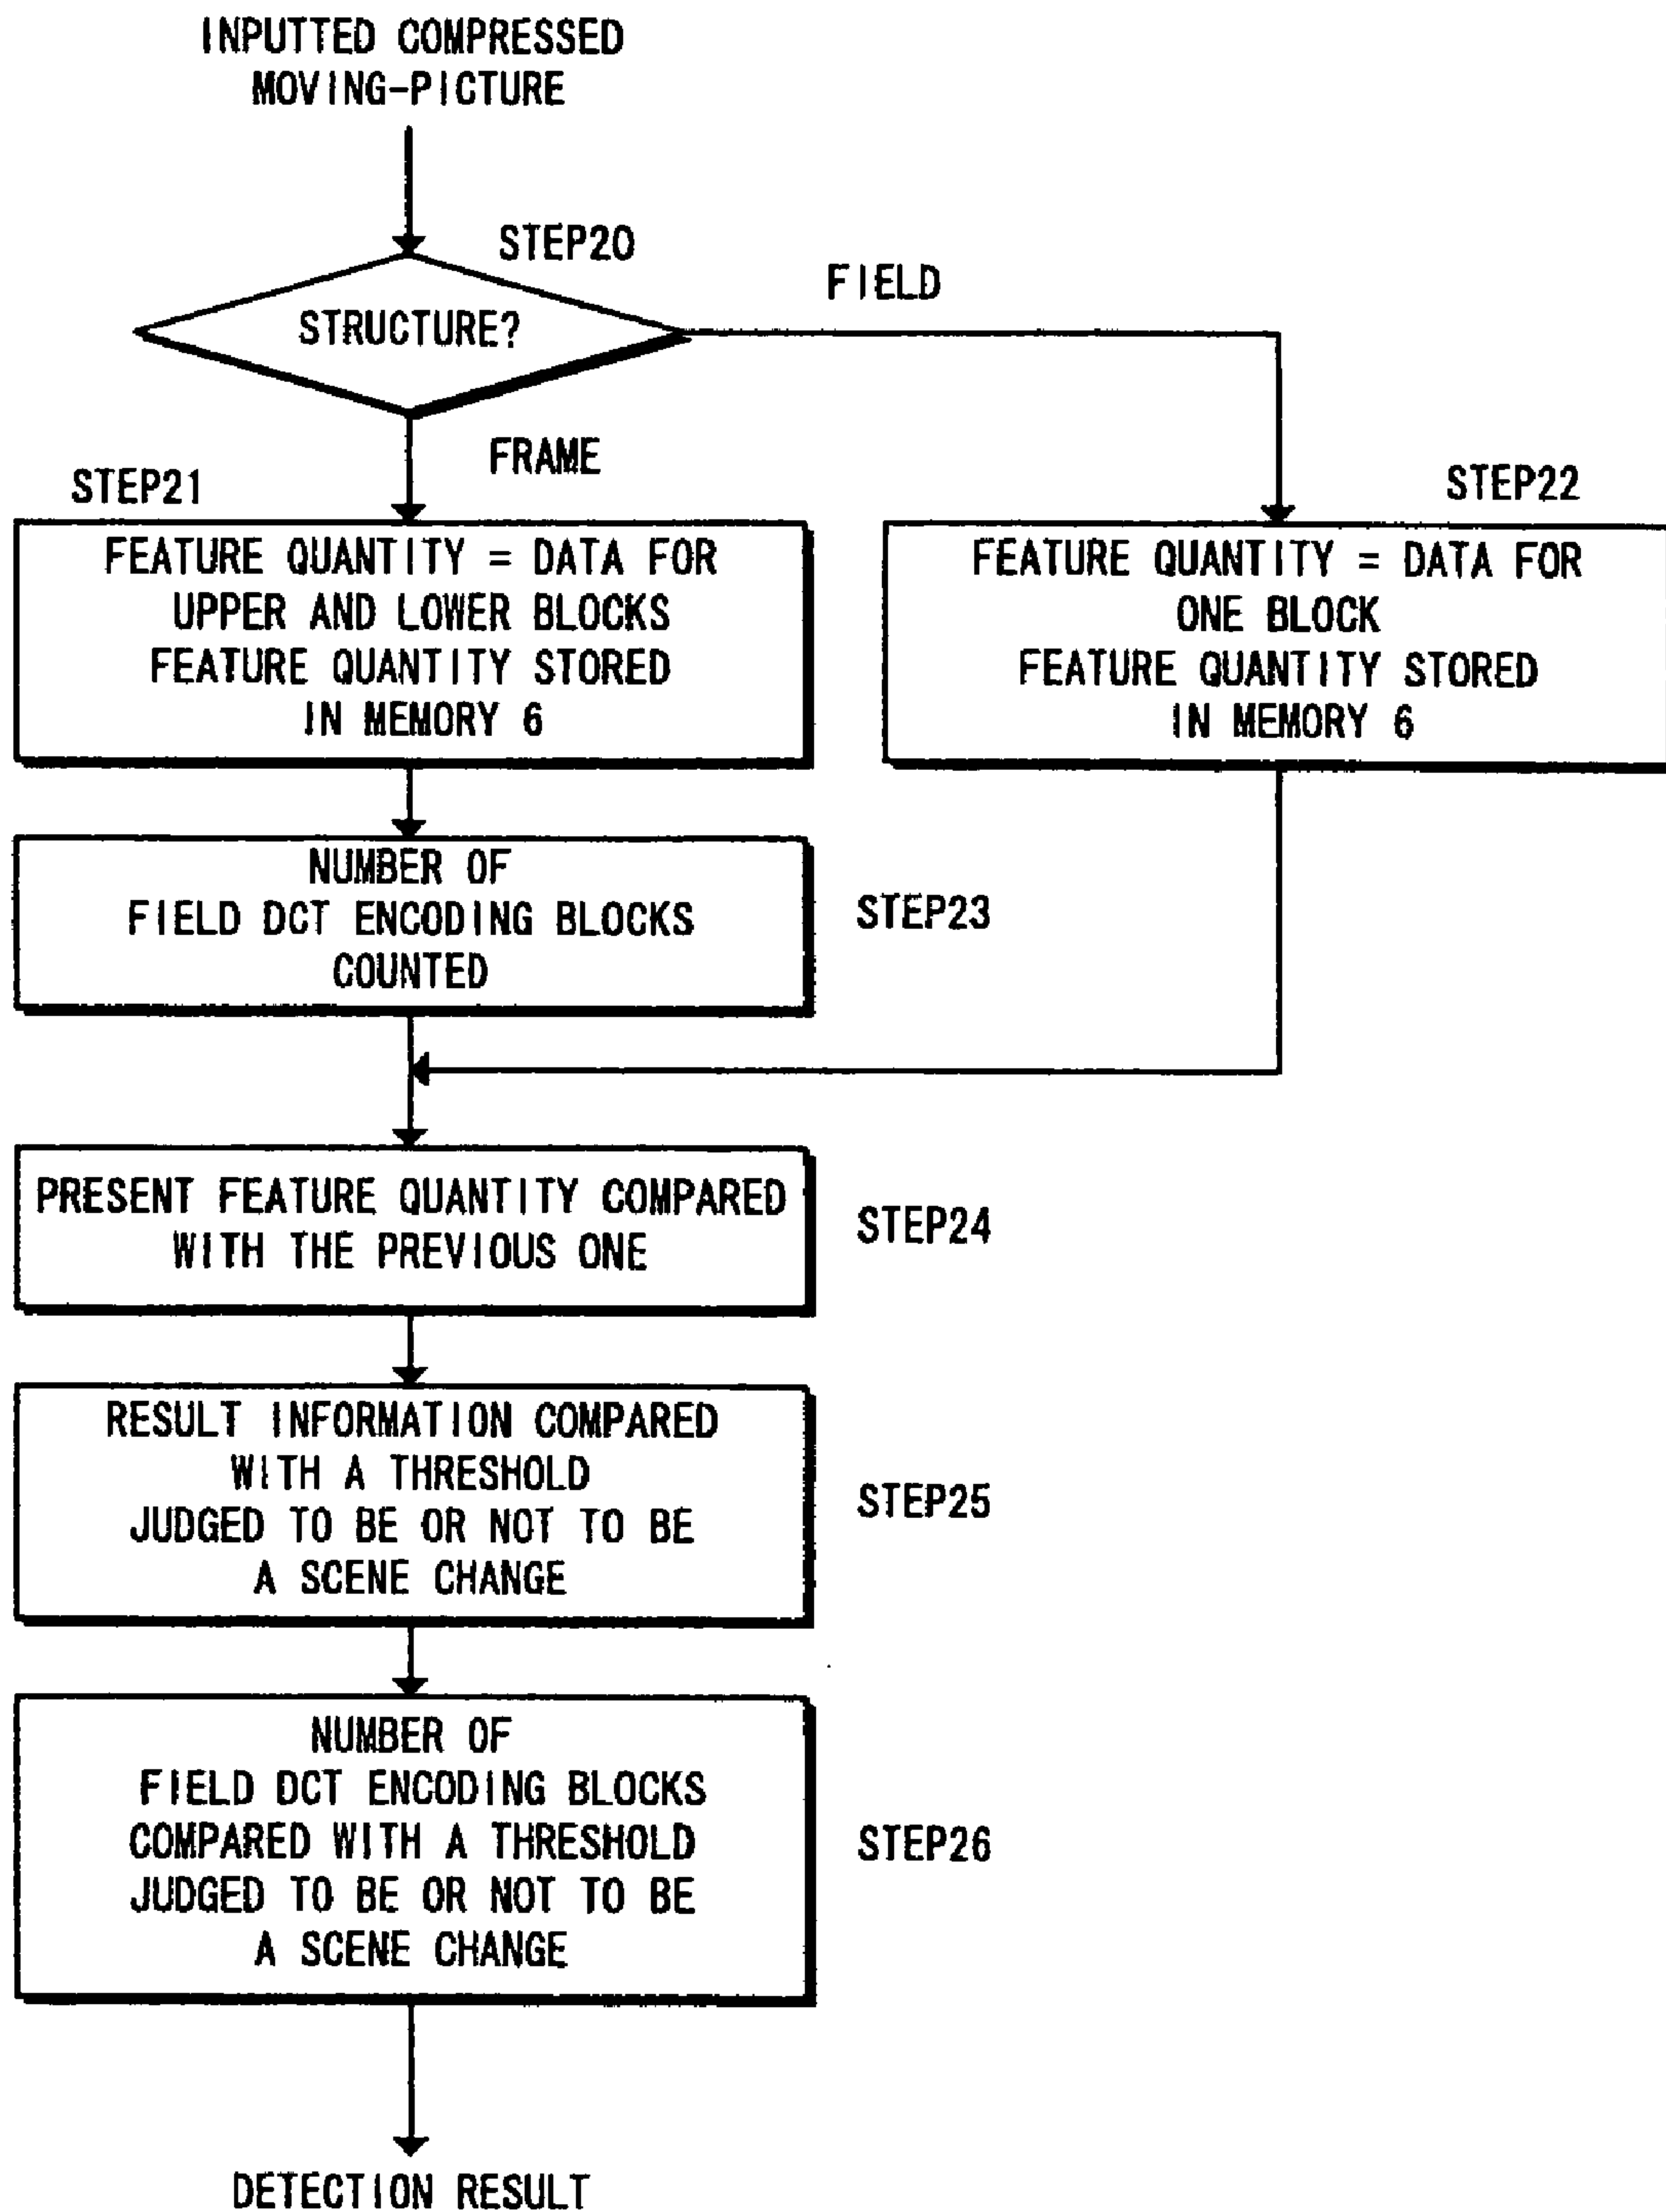 INPUTTED COMPRESSED
MOVING-PICTURE
STEP20
STRUCTURE?
FIELD
FRAME
STEP21
FEATURE QUANTITY = DATA FOR
UPPER AND LOWER BLOCKS
FEATURE QUANTITY STORED
IN MEMORY 6
STEP22
FEATURE QUANTITY = DATA FOR
ONE BLOCK
FEATURE QUANTITY STORED
IN MEMORY 6
NUMBER OF
FIELD DCT ENCODING BLOCKS
COUNTED
STEP23
PRESENT FEATURE QUANTITY COMPARED
WITH THE PREVIOUS ONE
STEP24
RESULT INFORMATION COMPARED
WITH A THRESHOLD
JUDGED TO BE OR NOT TO BE
A SCENE CHANGE
STEP25
NUMBER OF
FIELD DCT ENCODING BLOCKS
COMPARED WITH A THRESHOLD
JUDGED TO BE OR NOT TO BE
A SCENE CHANGE
STEP26
DETECTION RESULT